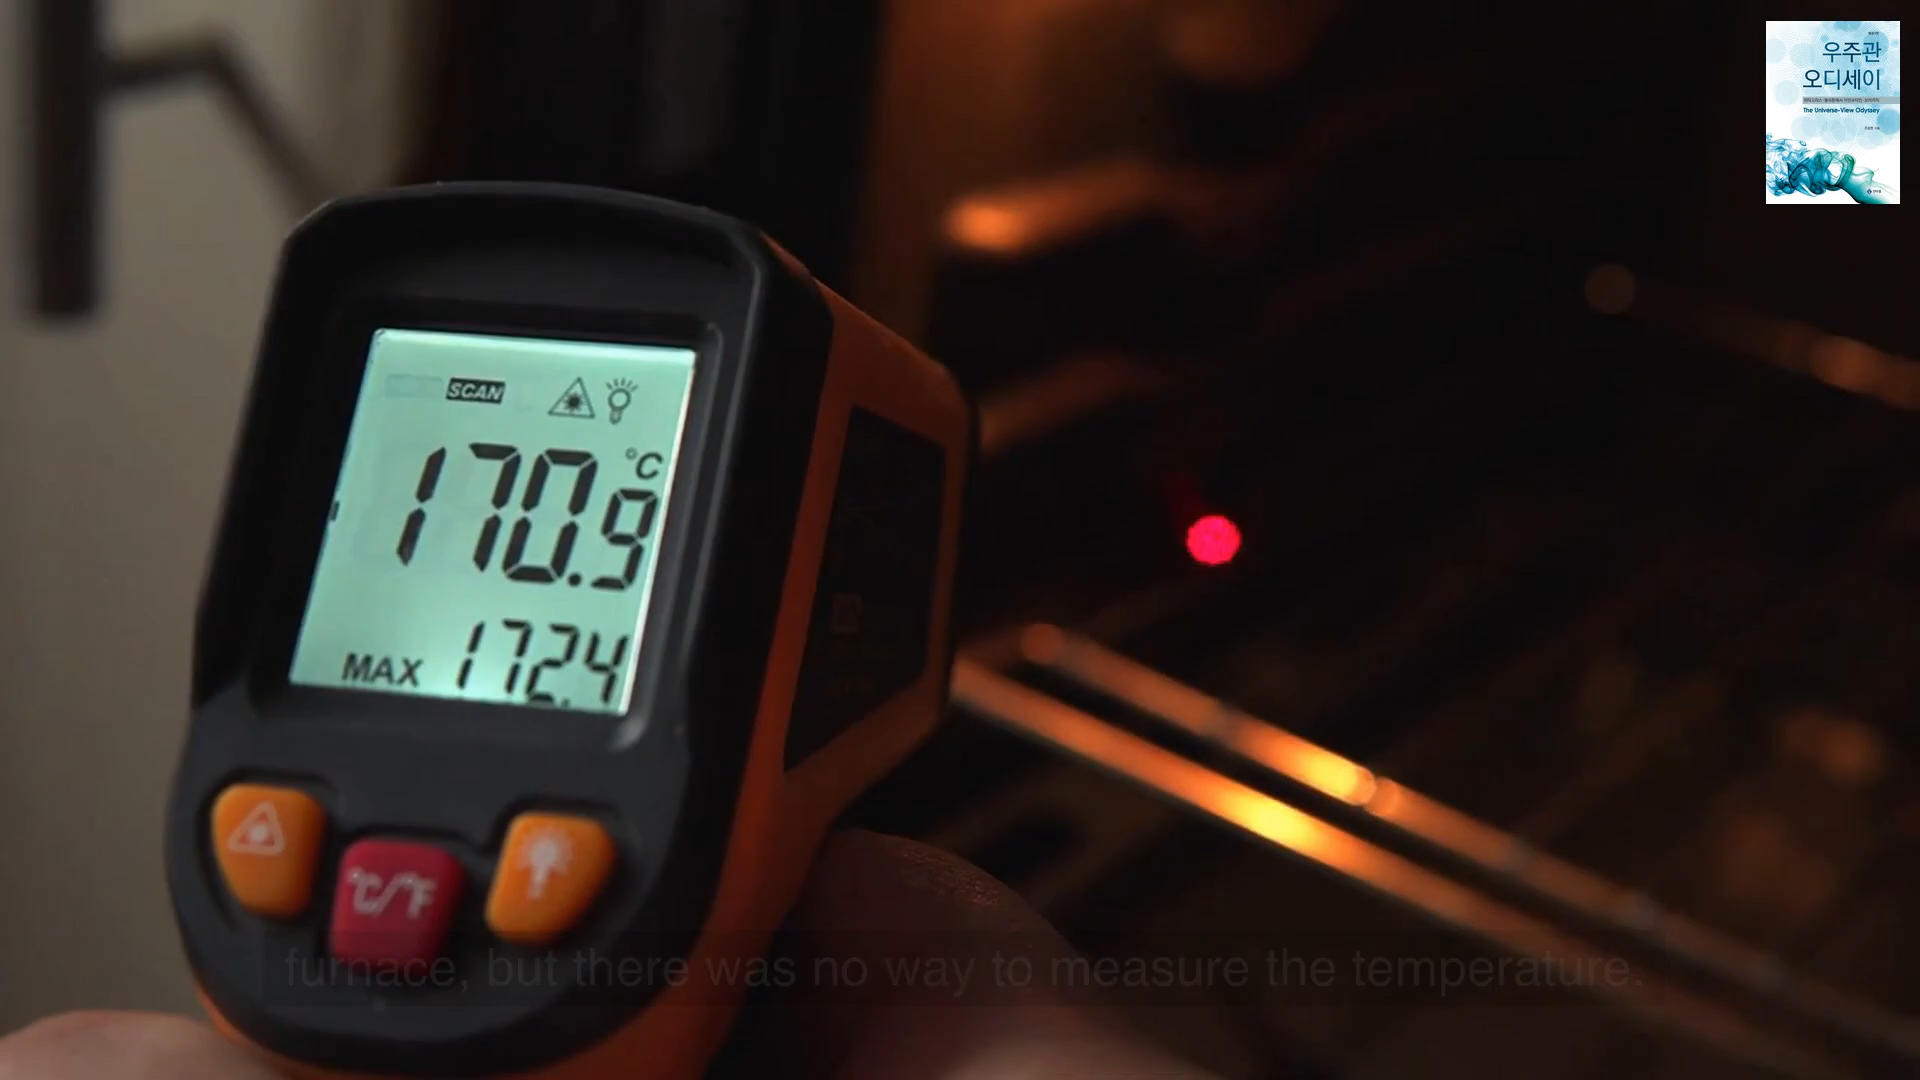 우주관
오디세이
The Universe-View Odyssey
SCAN
°C
170.9
MAX 172.4
°C/°F
furnace, but there was no way to measure the temperature.